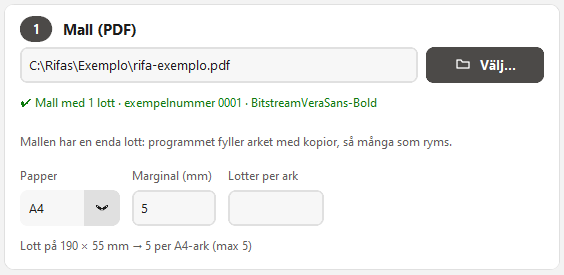 1 Mall (PDF)
C:\Rifas\Exemplo\rifa-exemplo.pdf Välj...
✔ Mall med 1 lott · exempelnummer 0001 · BitstreamVeraSans-Bold
Mallen har en enda lott: programmet fyller arket med kopior, så många som ryms.
Papper Marginal (mm) Lotter per ark
A4 5
Lott på 190 × 55 mm → 5 per A4-ark (max 5)